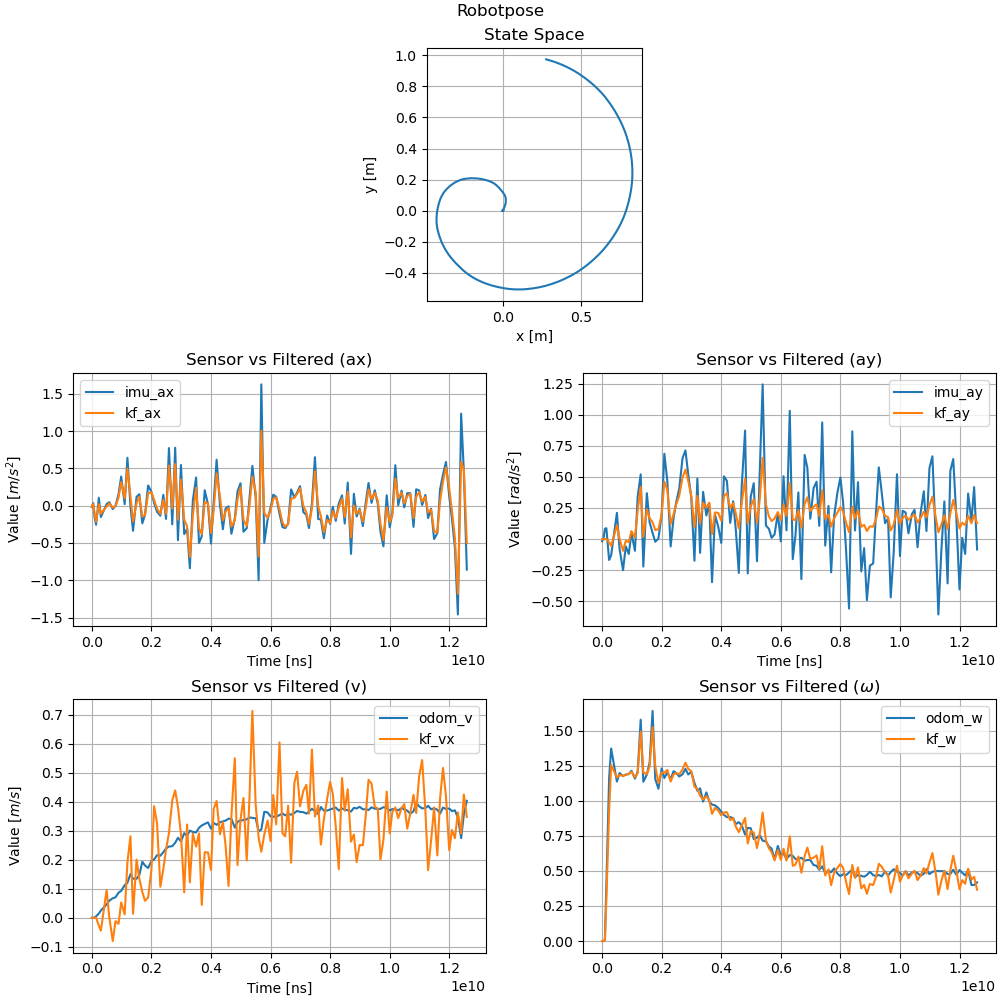 Robotpose
State Space
1.0
0.8
0.6
0.4
0.2
0.0
−0.2
−0.4
y [m]
0.0 0.5
x [m]
Sensor vs Filtered (ax)
imu_ax
kf_ax
1.5
1.0
0.5
0.0
−0.5
−1.0
−1.5
Value [m/s²]
0.0 0.2 0.4 0.6 0.8 1.0 1.2
1e10
Time [ns]
Sensor vs Filtered (ay)
imu_ay
kf_ay
1.25
1.00
0.75
0.50
0.25
0.00
−0.25
−0.50
Value [rad/s²]
0.0 0.2 0.4 0.6 0.8 1.0 1.2
1e10
Time [ns]
Sensor vs Filtered (v)
odom_v
kf_vx
0.7
0.6
0.5
0.4
0.3
0.2
0.1
0.0
−0.1
Value [m/s]
0.0 0.2 0.4 0.6 0.8 1.0 1.2
1e10
Time [ns]
Sensor vs Filtered (ω)
odom_w
kf_w
1.50
1.25
1.00
0.75
0.50
0.25
0.00
0.0 0.2 0.4 0.6 0.8 1.0 1.2
1e10